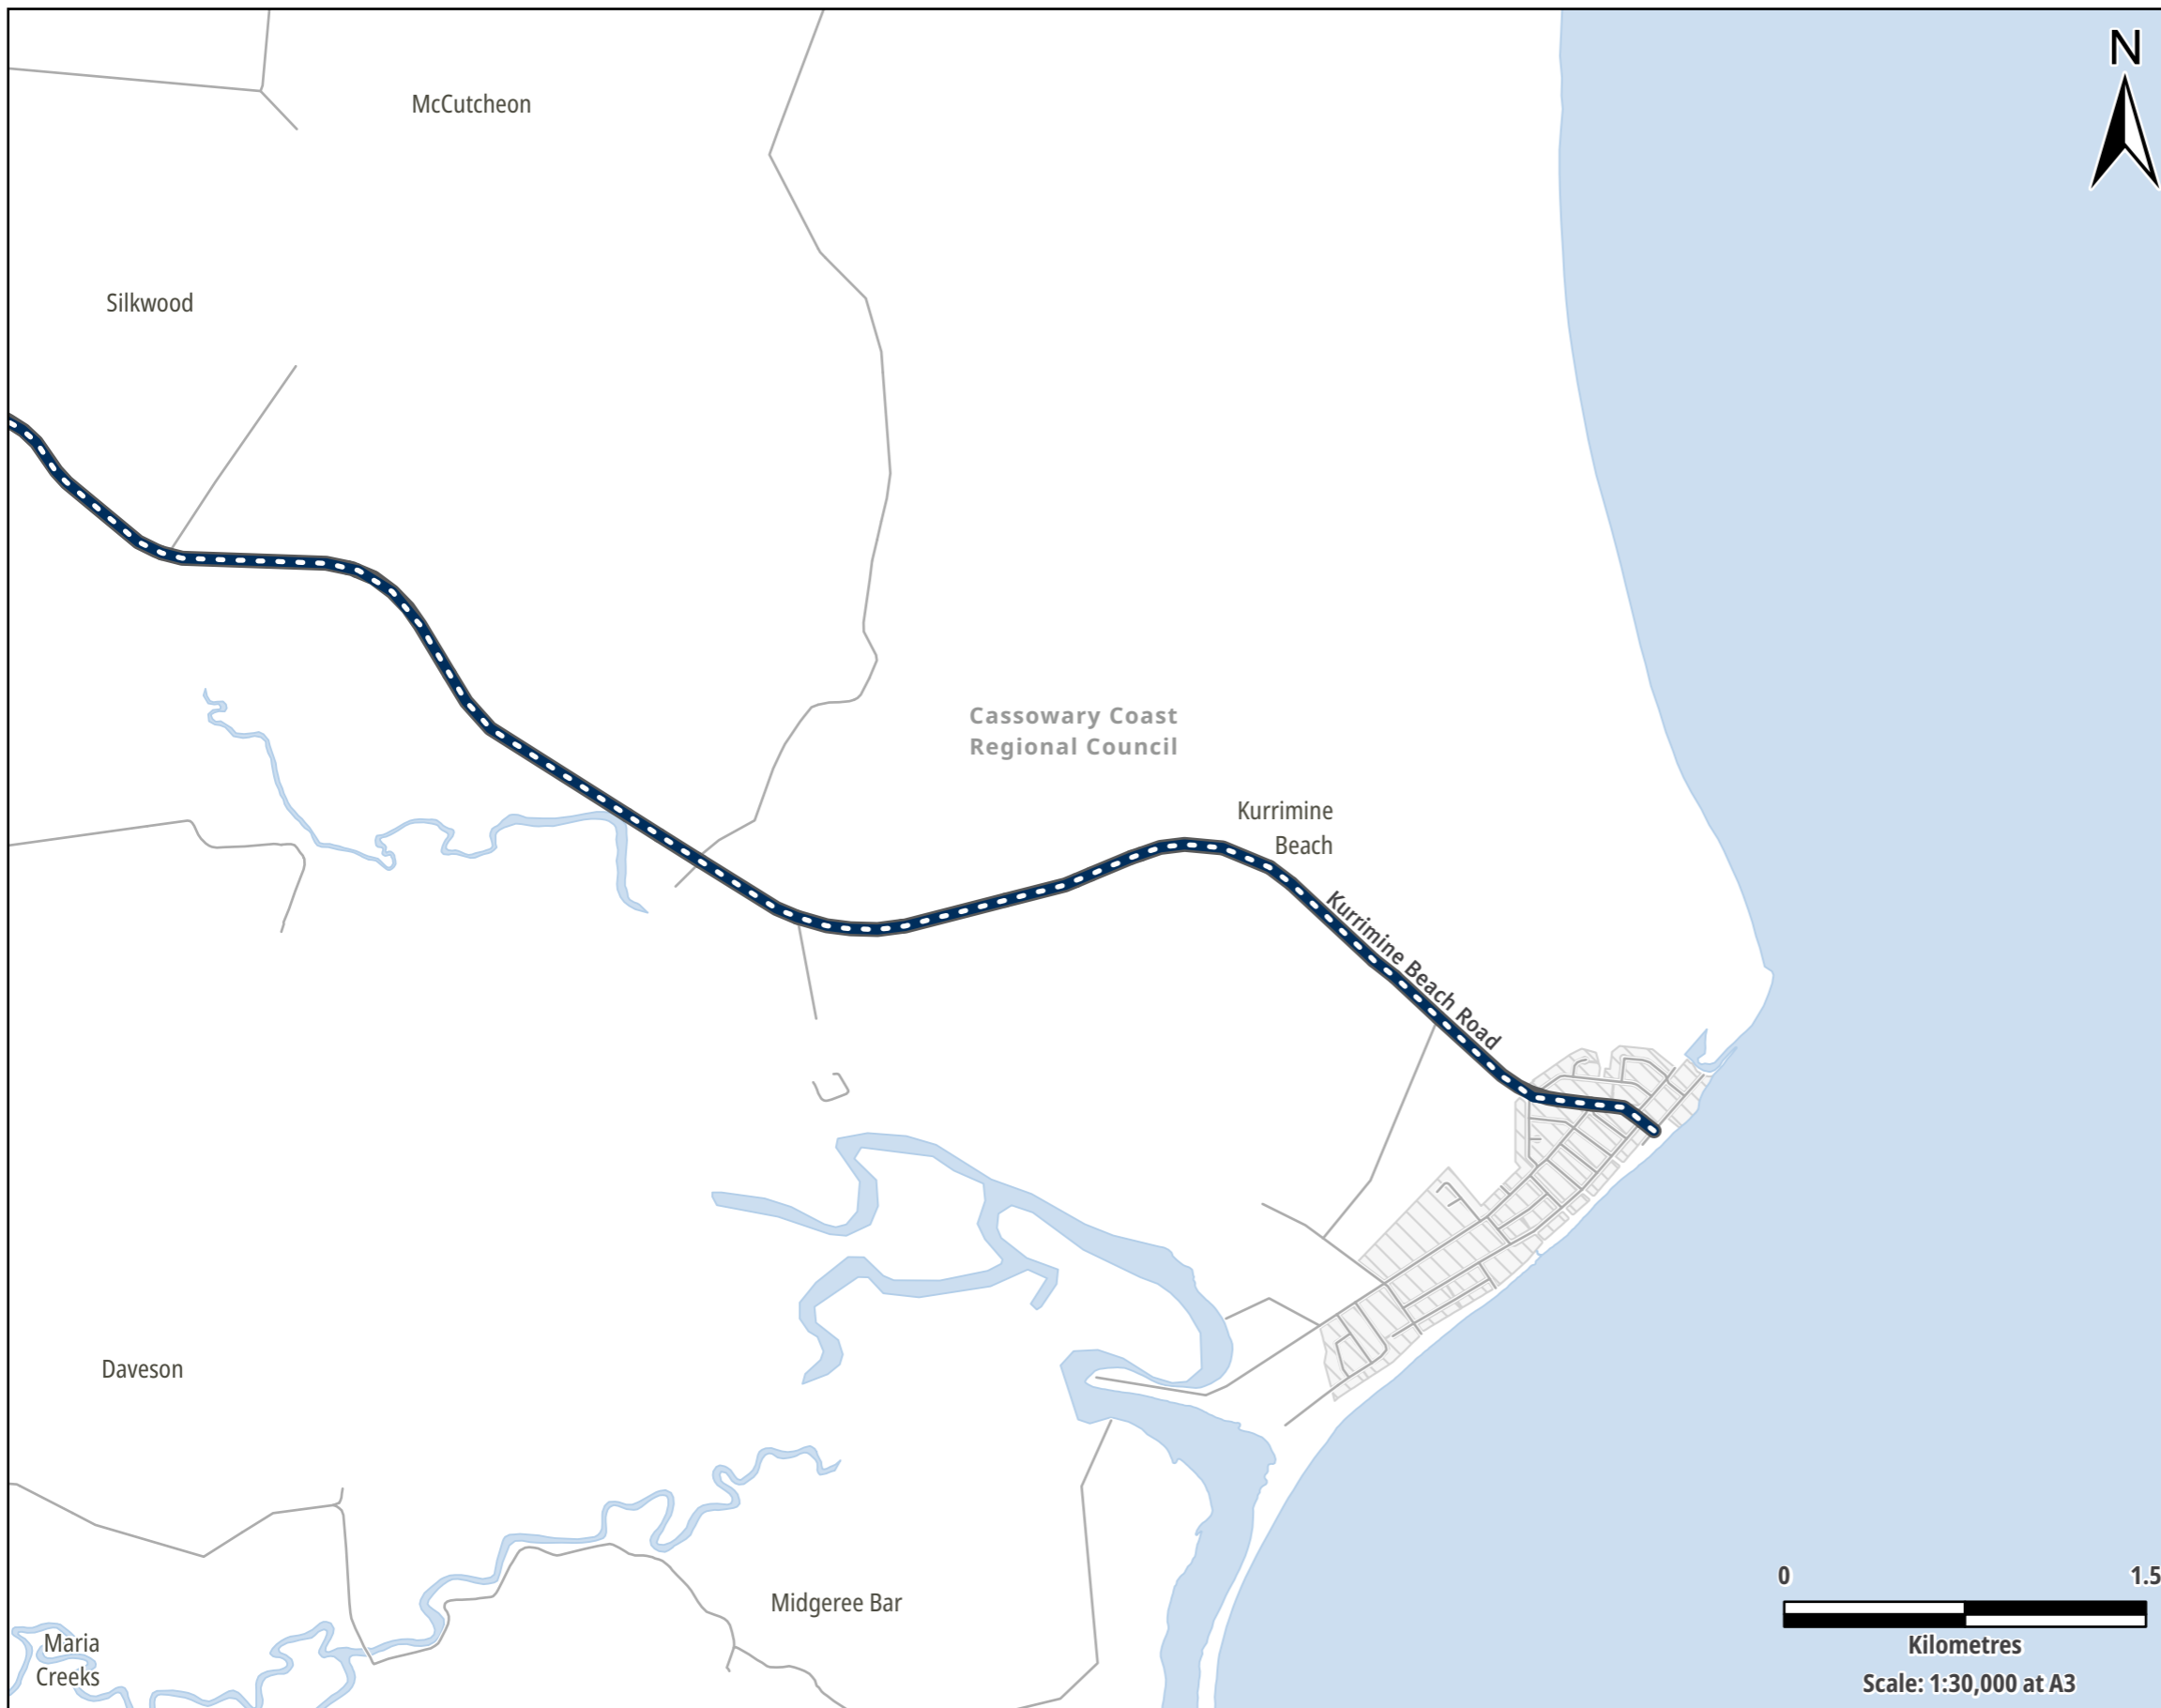 N
McCutcheon
Silkwood
Cassowary Coast
Regional Council
Kurrimine
Beach
Kurrimine Beach Road
Daveson
Midgeree Bar
Maria
Creeks
0 1.5
Kilometres
Scale: 1:30,000 at A3